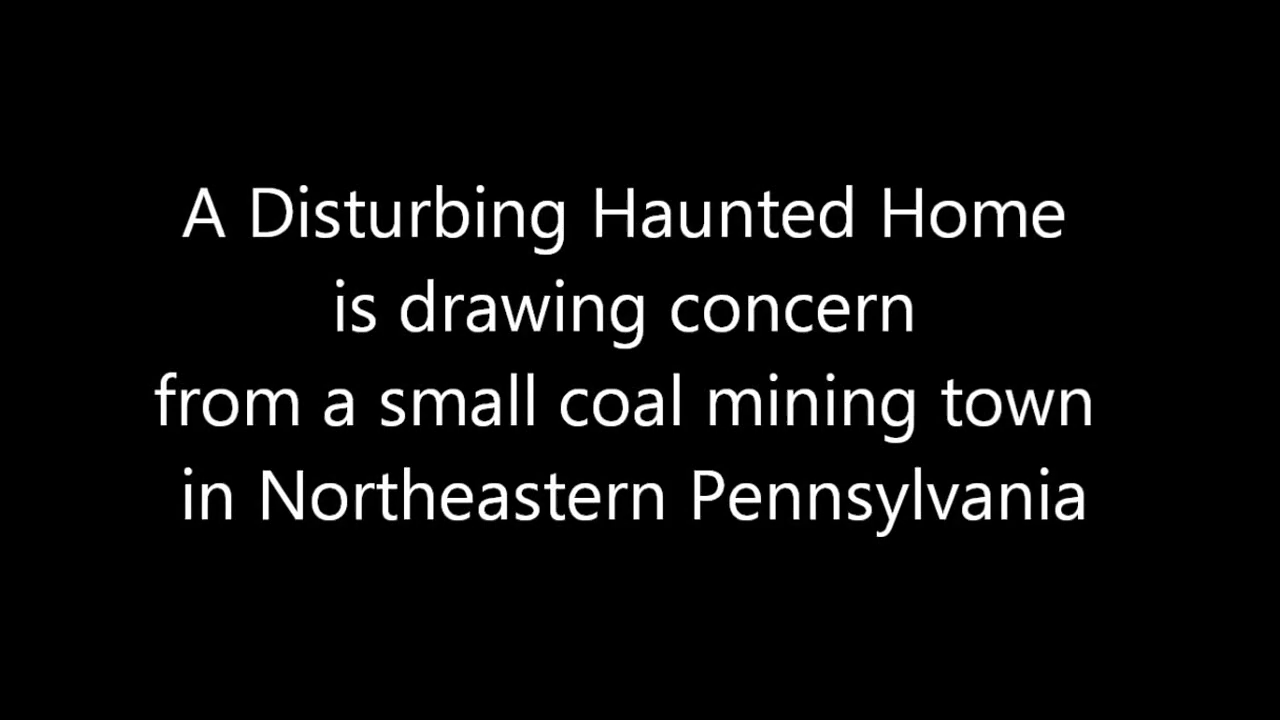 A Disturbing Haunted Home
is drawing concern
from a small coal mining town
in Northeastern Pennsylvania